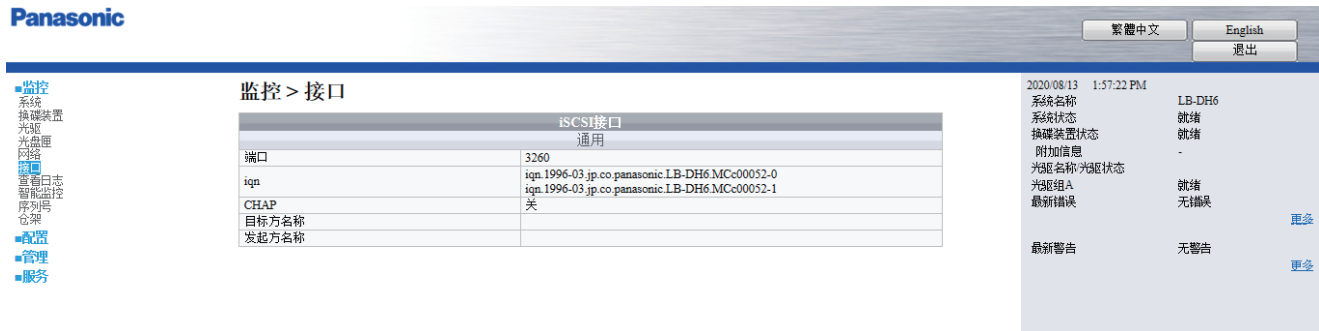 Panasonic
繁體中文 English
退出
■监控
系统
换碟装置
光驱
光盘匣
网络
接口
查看日志
智能监控
序列号
仓架
■配置
■管理
■服务
监控 > 接口
iSCSI接口
通用
端口 3260
iqn iqn.1996-03.jp.co.panasonic.LB-DH6.MCc00052-0
iqn.1996-03.jp.co.panasonic.LB-DH6.MCc00052-1
CHAP 关
目标方名称
发起方名称
2020/08/13 1:57:22 PM
系统名称 LB-DH6
系统状态 就绪
换碟装置状态 就绪
附加信息 -
光驱名称/光驱状态
光驱组A 就绪
最新错误 无错误
更多
最新警告 无警告
更多